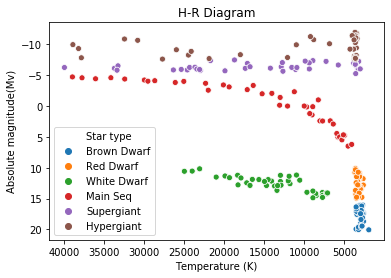 H-R Diagram
Absolute magnitude(Mv)
−10
−5
0
5
10
15
20
Star type
Brown Dwarf
Red Dwarf
White Dwarf
Main Seq
Supergiant
Hypergiant
40000 35000 30000 25000 20000 15000 10000 5000
Temperature (K)